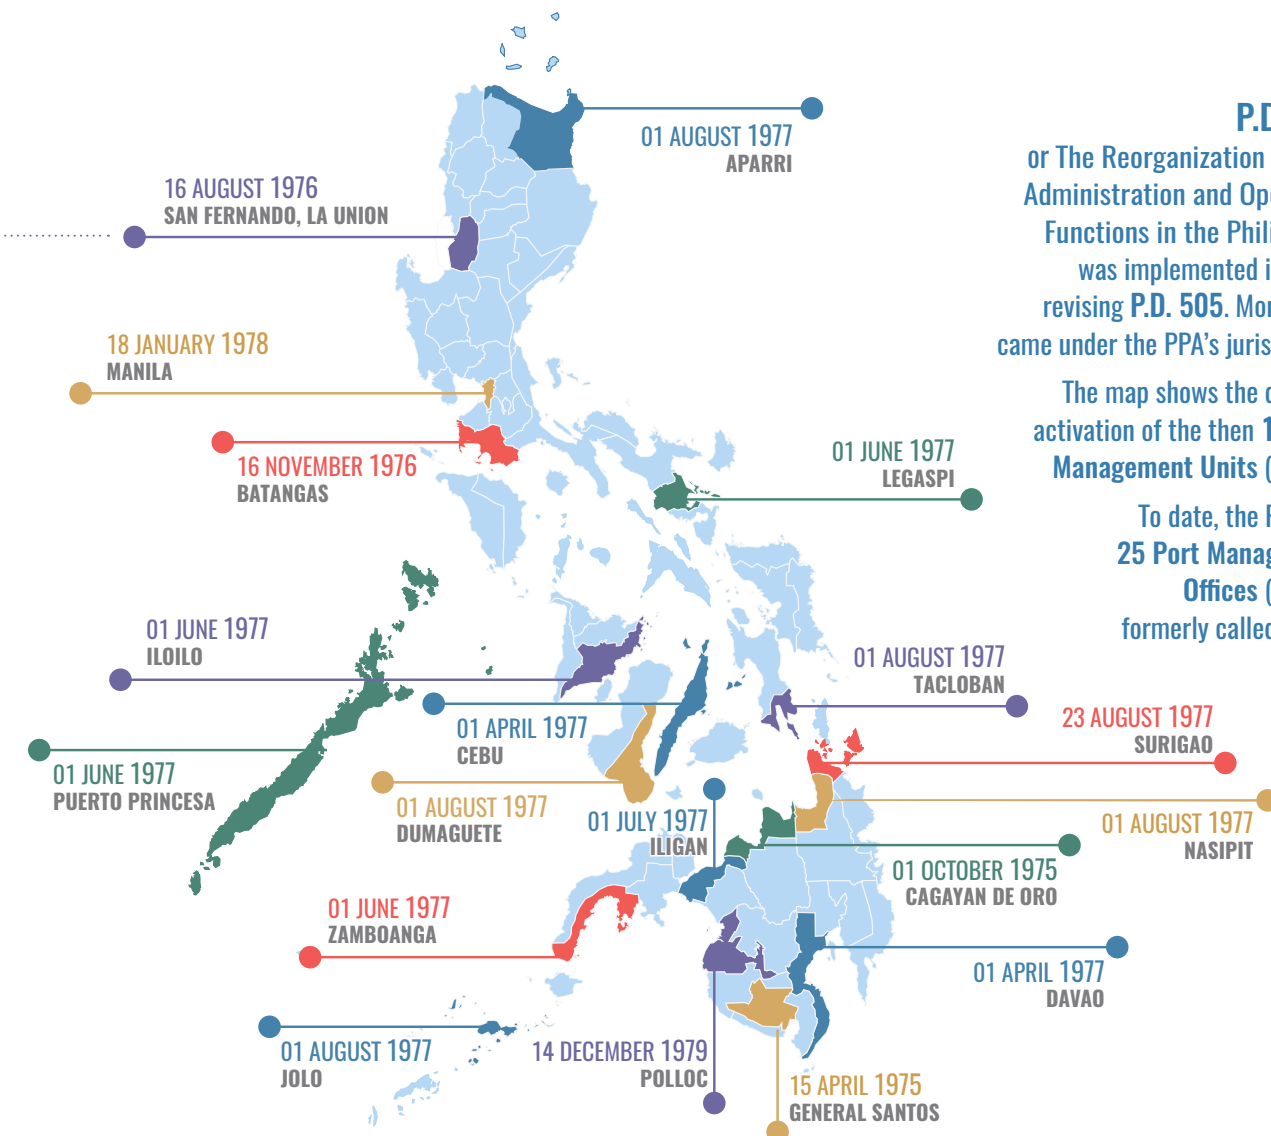 01 AUGUST 1977
APARRI
16 AUGUST 1976
SAN FERNANDO, LA UNION
18 JANUARY 1978
MANILA
16 NOVEMBER 1976
BATANGAS
01 JUNE 1977
LEGASPI
01 JUNE 1977
ILOILO
01 APRIL 1977
CEBU
01 JUNE 1977
PUERTO PRINCESA
01 AUGUST 1977
DUMAGUETE
01 JULY 1977
ILIGAN
01 AUGUST 1977
TACLOBAN
23 AUGUST 1977
SURIGAO
01 AUGUST 1977
NASIPIT
01 OCTOBER 1975
CAGAYAN DE ORO
01 JUNE 1977
ZAMBOANGA
01 APRIL 1977
DAVAO
01 AUGUST 1977
JOLO
14 DECEMBER 1979
POLLOC
15 APRIL 1975
GENERAL SANTOS
P.D
or The Reorganization
Administration and Ope
Functions in the Phili
was implemented i
revising P.D. 505. Mor
came under the PPA's juris
The map shows the
activation of the then 1
Management Units (
To date, the
25 Port Manag
Offices (
formerly called